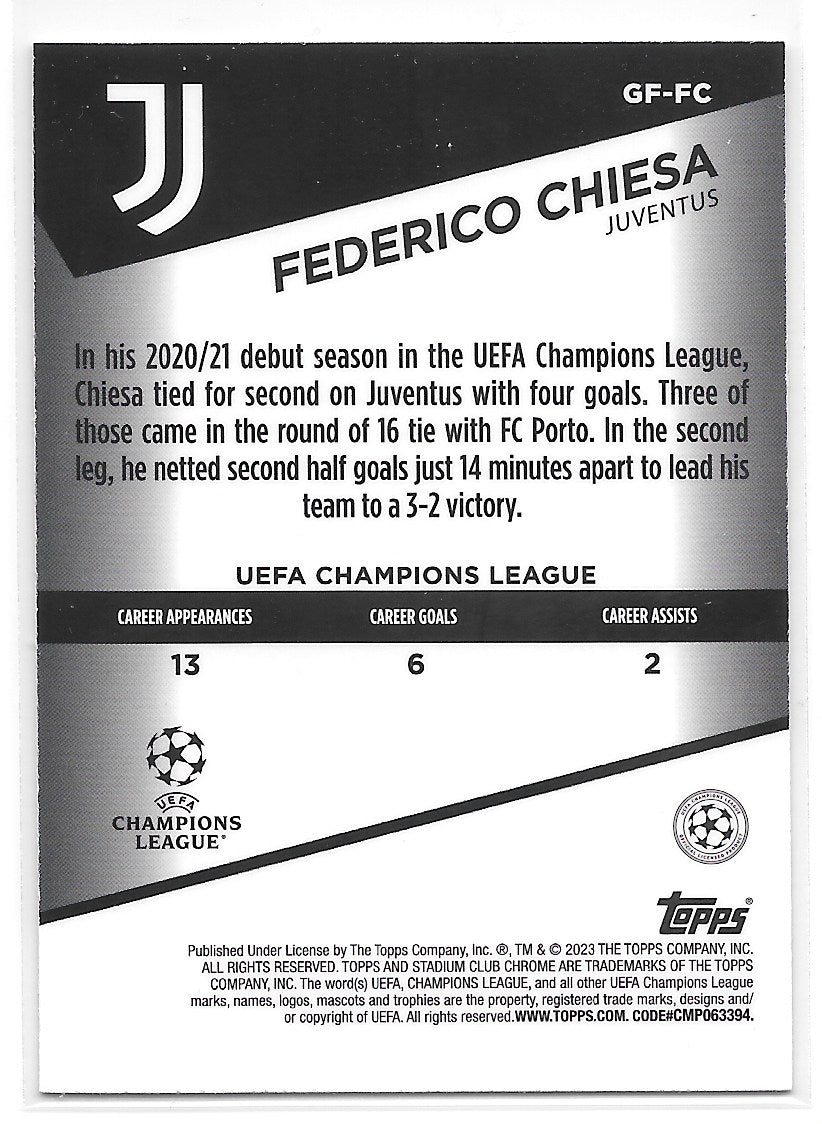 GF-FC
FEDERICO CHIESA
JUVENTUS
In his 2020/21 debut season in the UEFA Champions League,
Chiesa tied for second on Juventus with four goals. Three of
those came in the round of 16 tie with FC Porto. In the second
leg, he netted second half goals just 14 minutes apart to lead his
team to a 3-2 victory.
UEFA CHAMPIONS LEAGUE
CAREER APPEARANCES CAREER GOALS CAREER ASSISTS
13 6 2
UEFA
CHAMPIONS
LEAGUE®
UEFA CHAMPIONS LEAGUE
OFFICIAL LICENSED PRODUCT
Topps®
Published Under License by The Topps Company, Inc. ®, TM & © 2023 THE TOPPS COMPANY, INC.
ALL RIGHTS RESERVED. TOPPS AND STADIUM CLUB CHROME ARE TRADEMARKS OF THE TOPPS
COMPANY, INC. The word(s) UEFA, CHAMPIONS LEAGUE, and all other UEFA Champions League
marks, names, logos, mascots and trophies are the property, registered trade marks, designs and/
or copyright of UEFA. All rights reserved.WWW.TOPPS.COM. CODE#CMP063394.